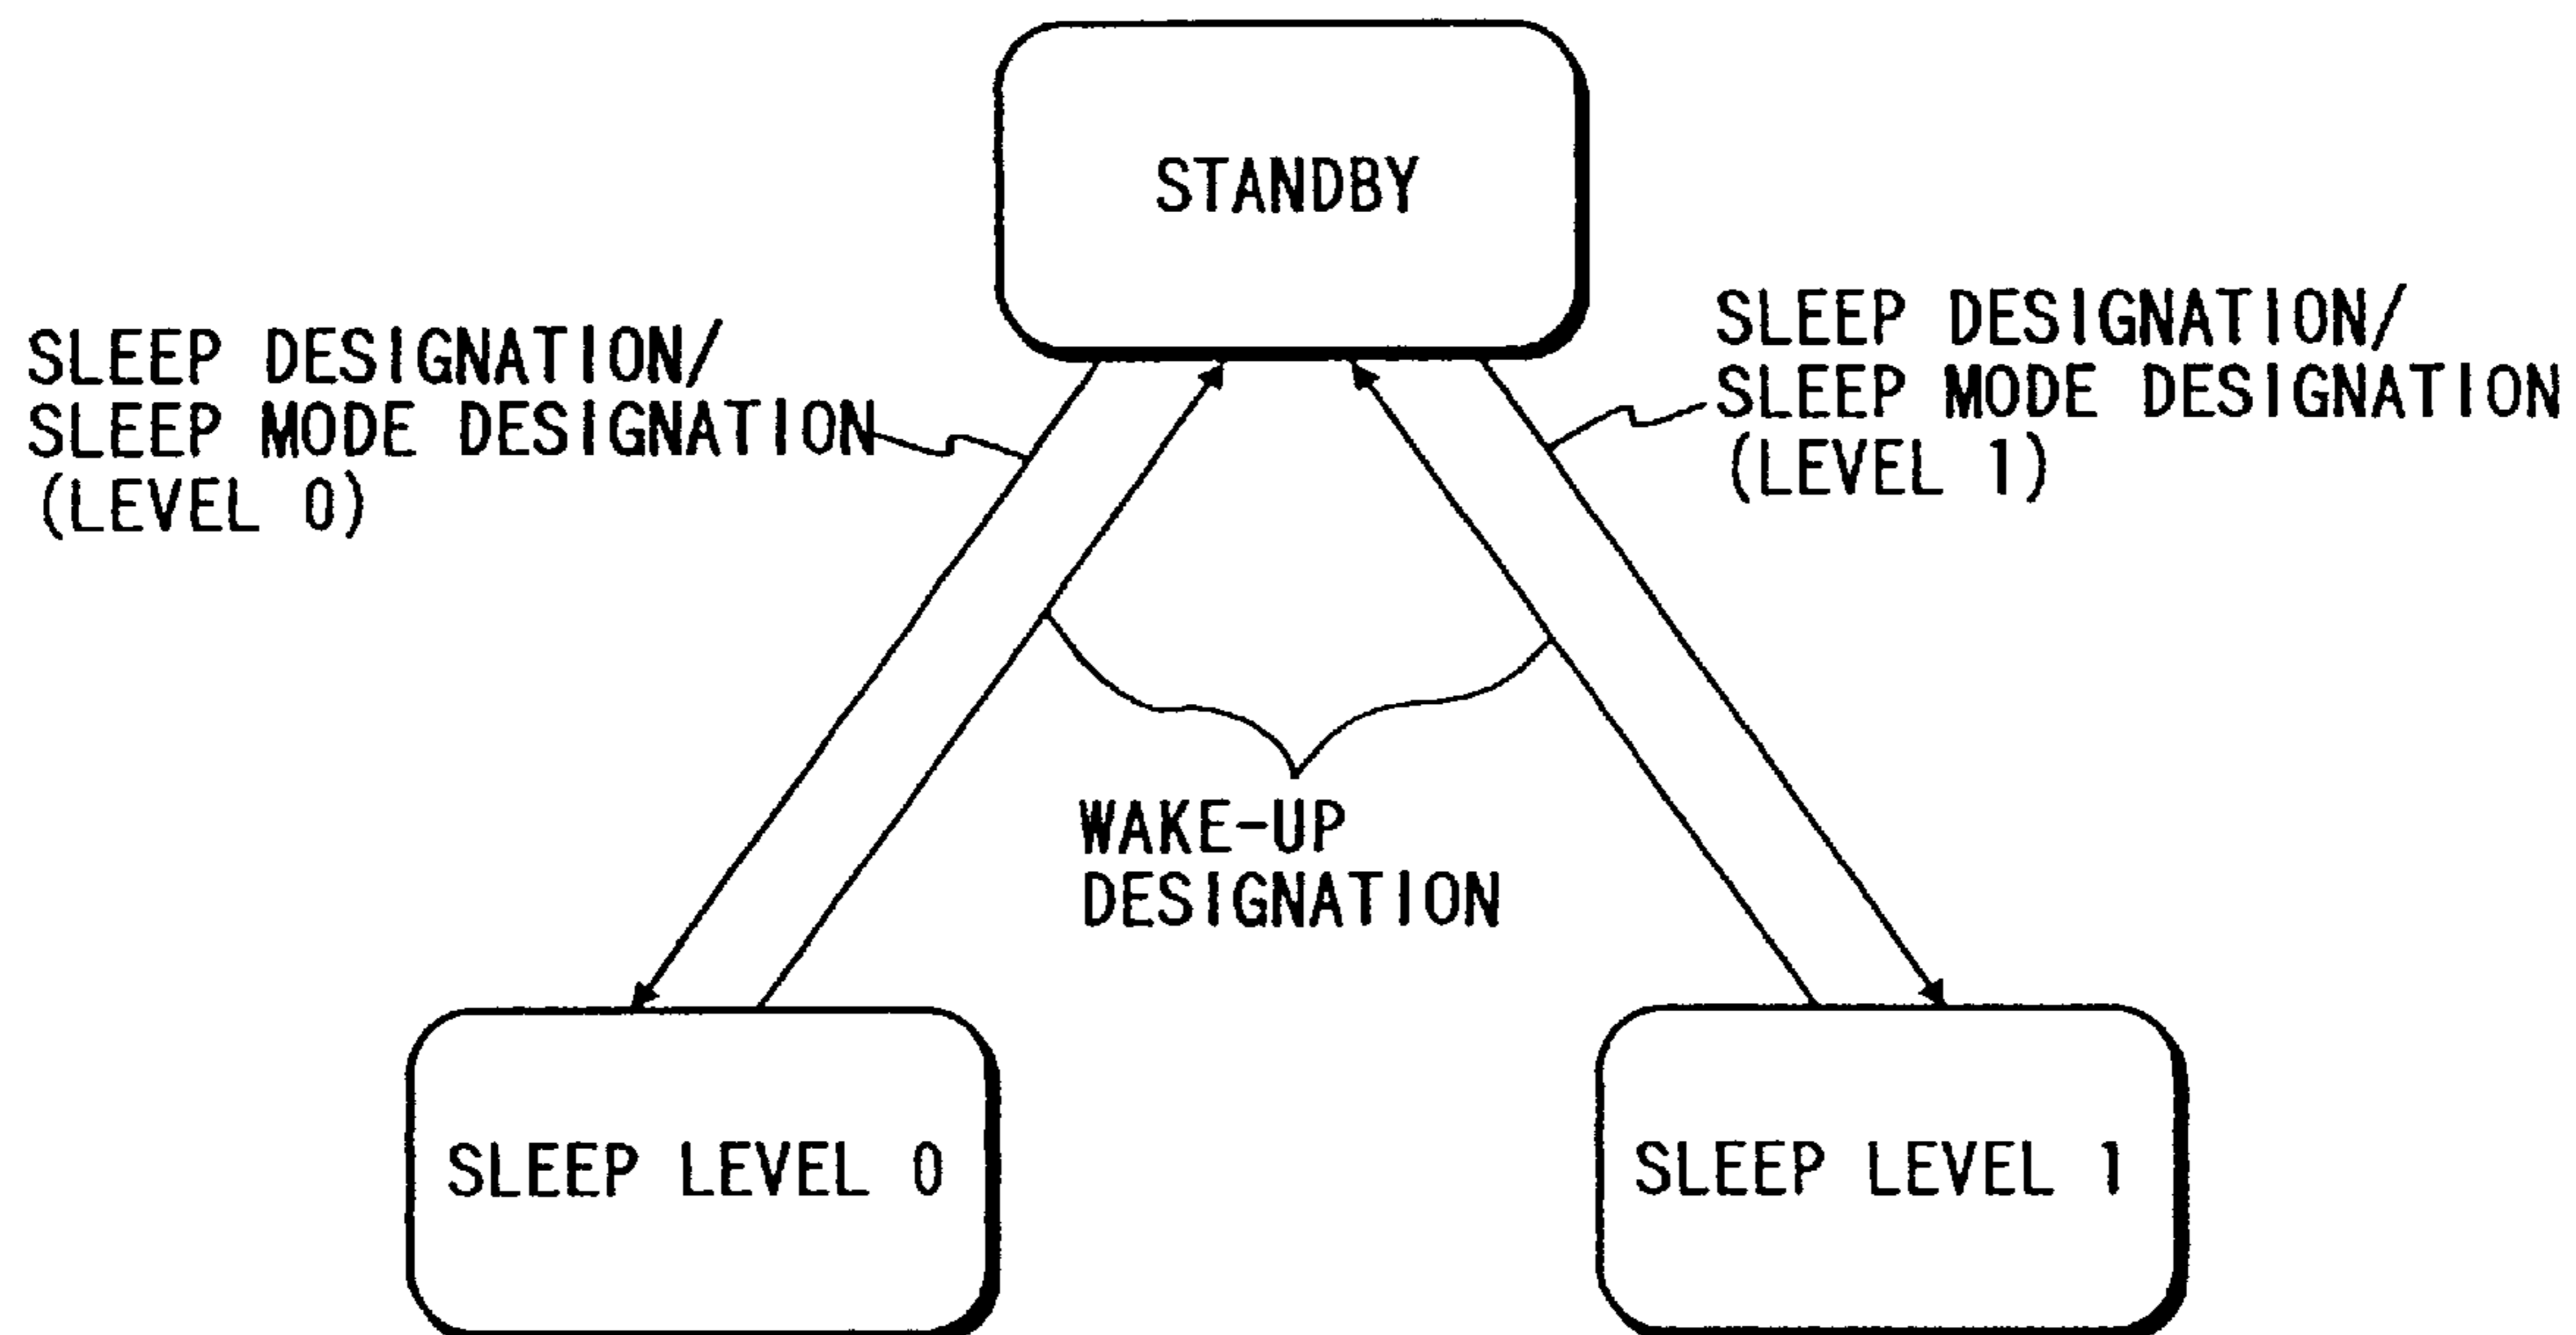 STANDBY
SLEEP DESIGNATION/
SLEEP MODE DESIGNATION
(LEVEL 0)
SLEEP DESIGNATION/
SLEEP MODE DESIGNATION
(LEVEL 1)
WAKE-UP
DESIGNATION
SLEEP LEVEL 0
SLEEP LEVEL 1